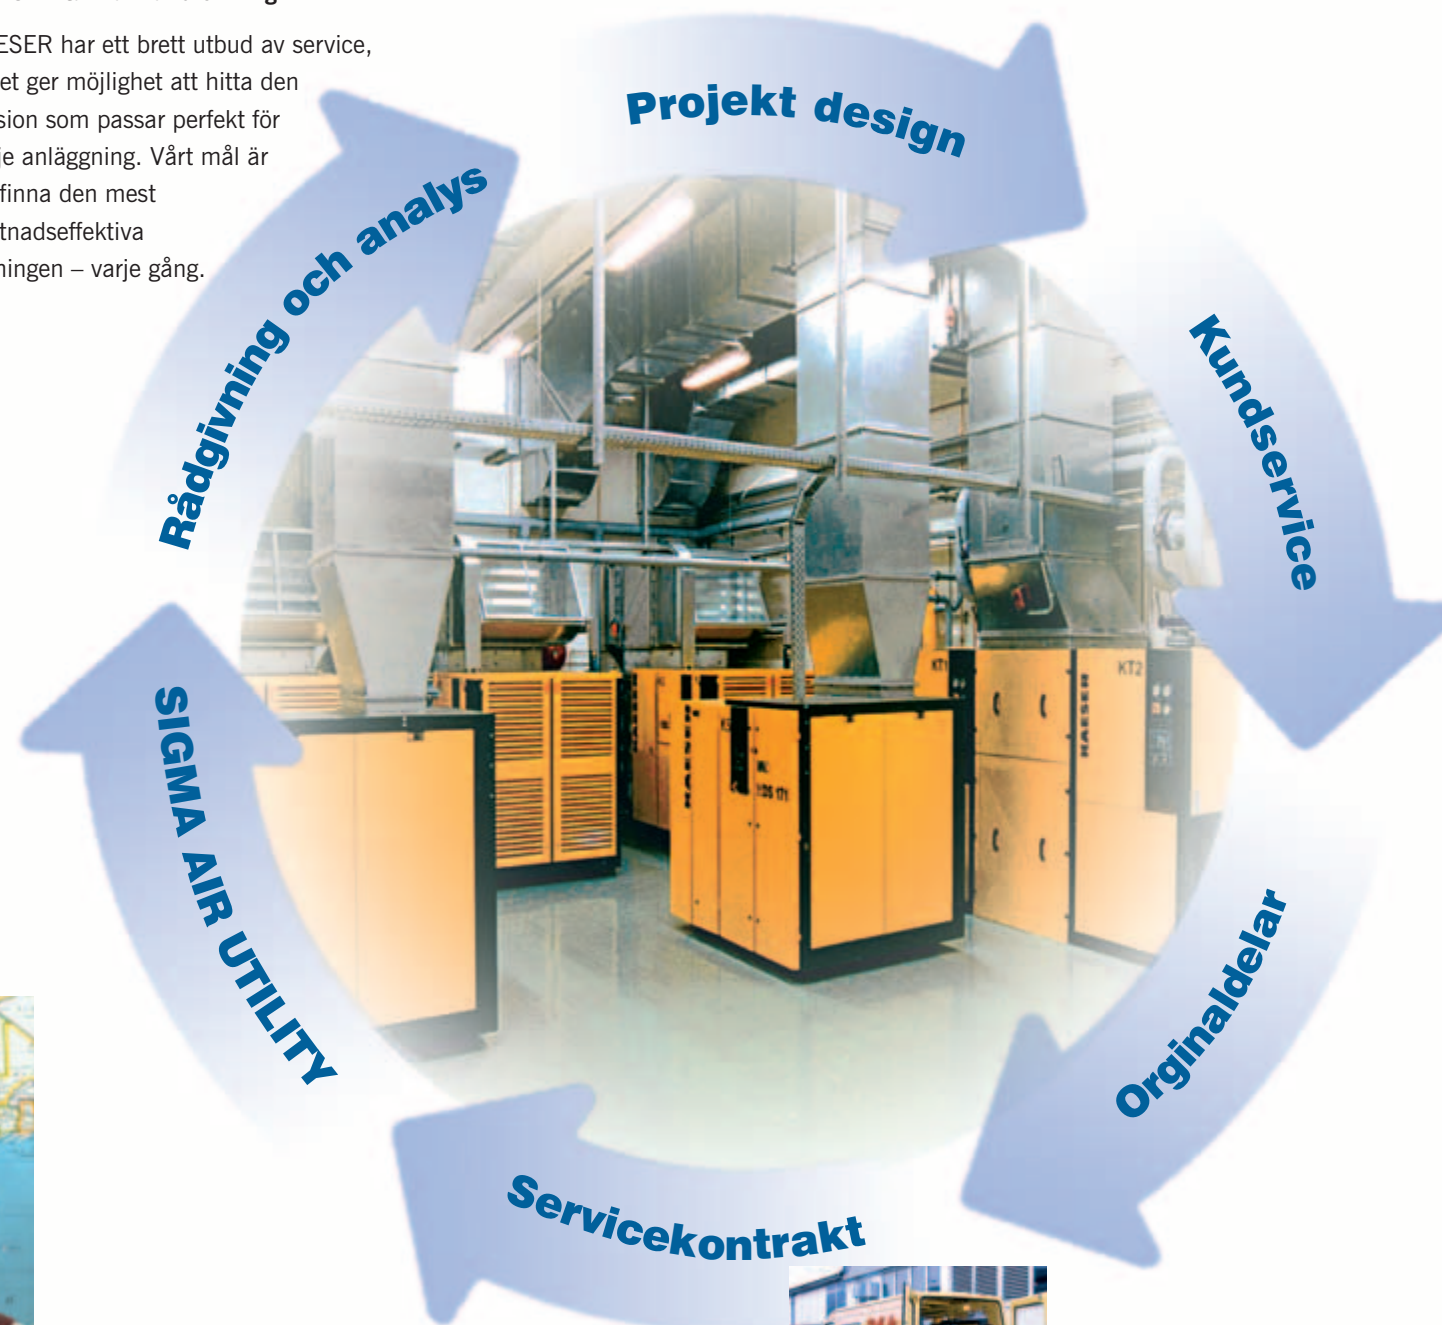 ESER har ett brett utbud av service,
et ger möjlighet att hitta den
sion som passar perfekt för
je anläggning. Vårt mål är
finna den mest
tnadseffektiva
ningen – varje gång.
Projekt design
Rådgivning och analys
Kundservice
SIGMA AIR UTILITY
Orginaldelar
Servicekontrakt
KT1
KT2
KAESER